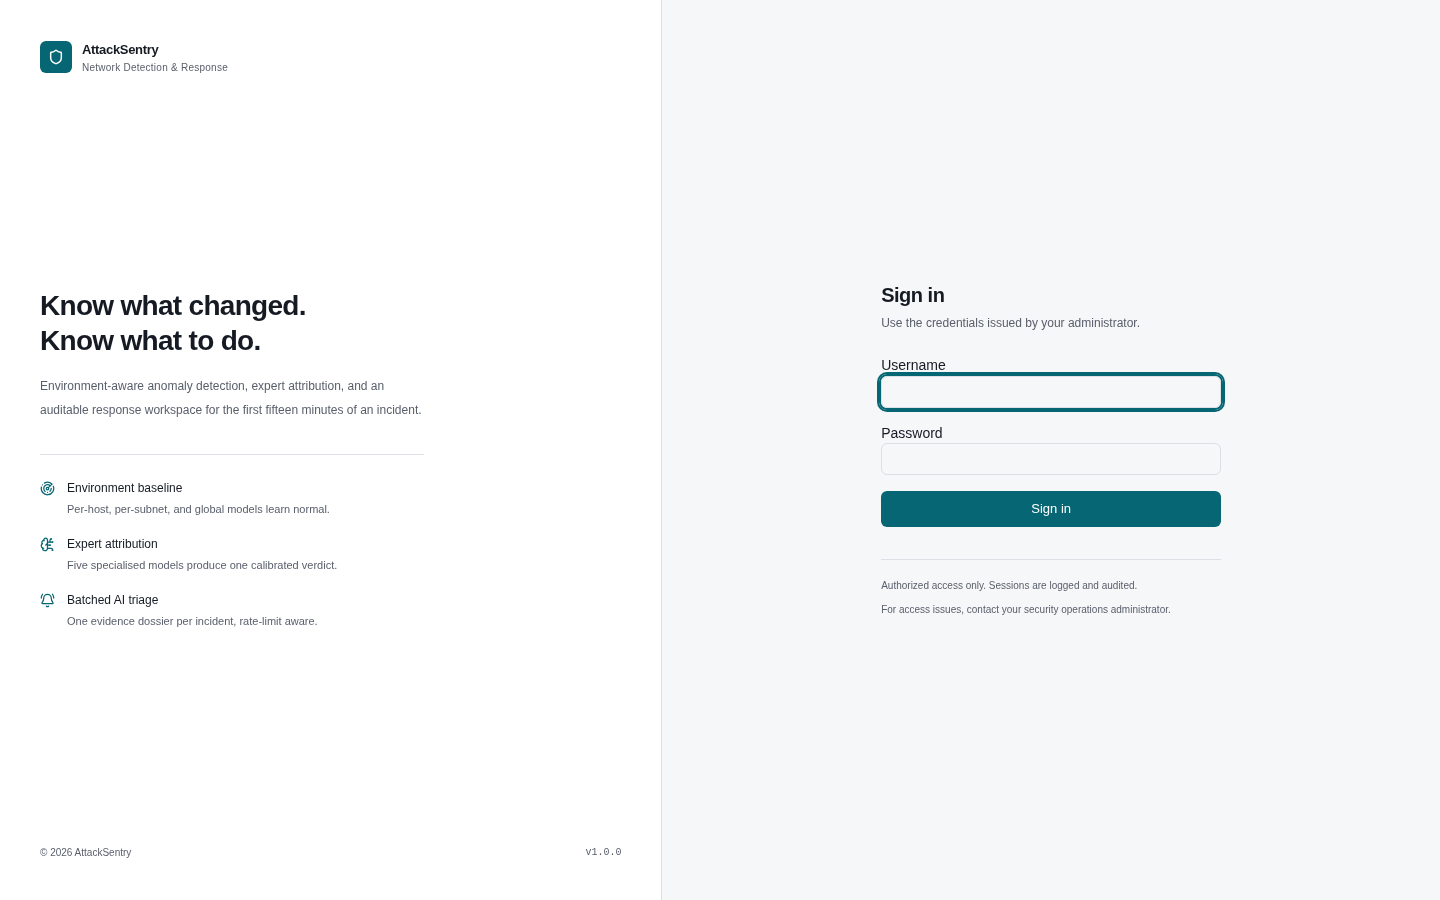 AttackSentry
Network Detection & Response
Know what changed.
Know what to do.
Environment-aware anomaly detection, expert attribution, and an
auditable response workspace for the first fifteen minutes of an incident.
Environment baseline
Per-host, per-subnet, and global models learn normal.
Expert attribution
Five specialised models produce one calibrated verdict.
Batched AI triage
One evidence dossier per incident, rate-limit aware.
© 2026 AttackSentry
v1.0.0
Sign in
Use the credentials issued by your administrator.
Username
Password
Sign in
Authorized access only. Sessions are logged and audited.
For access issues, contact your security operations administrator.